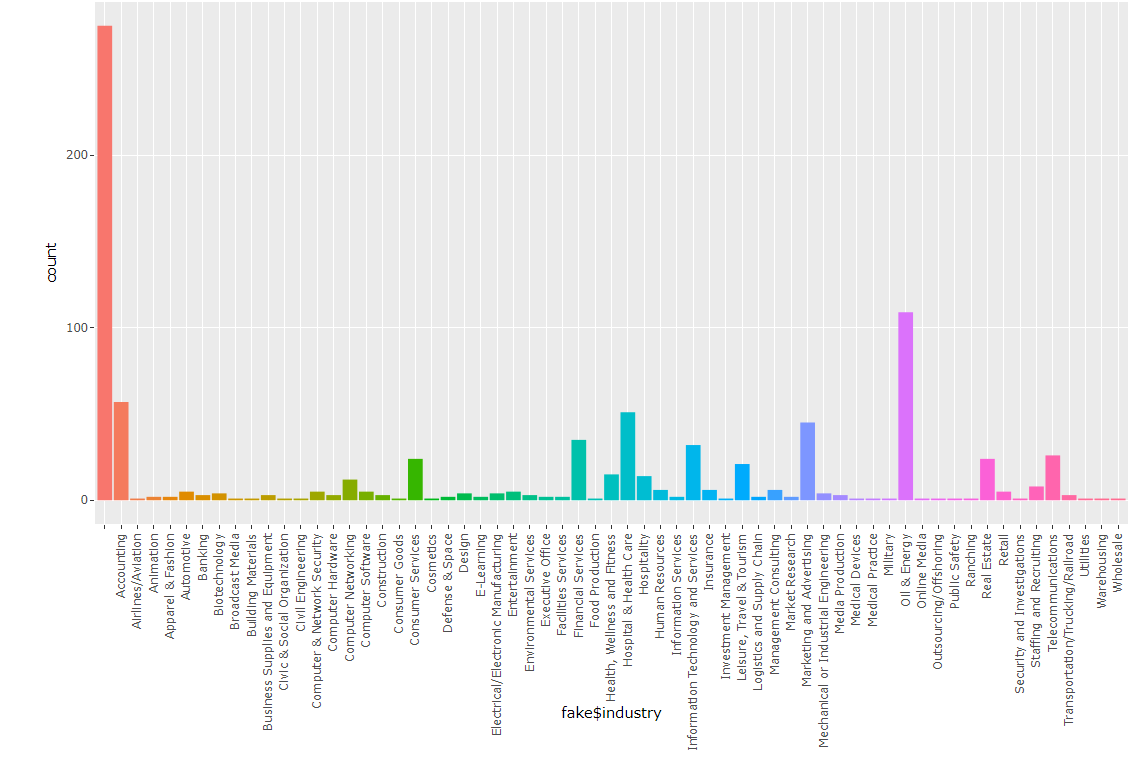 200
100
0
count
Accounting
Airlines/Aviation
Animation
Apparel & Fashion
Automotive
Banking
Biotechnology
Broadcast Media
Building Materials
Business Supplies and Equipment
Civic & Social Organization
Civil Engineering
Computer & Network Security
Computer Hardware
Computer Networking
Computer Software
Construction
Consumer Goods
Consumer Services
Cosmetics
Defense & Space
Design
E-Learning
Electrical/Electronic Manufacturing
Entertainment
Environmental Services
Executive Office
Facilities Services
Financial Services
Food Production
Health, Wellness and Fitness
Hospital & Health Care
Hospitality
Human Resources
Information Services
Information Technology and Services
Insurance
Investment Management
Leisure, Travel & Tourism
Logistics and Supply Chain
Management Consulting
Market Research
Marketing and Advertising
Mechanical or Industrial Engineering
Media Production
Medical Devices
Medical Practice
Military
Oil & Energy
Online Media
Outsourcing/Offshoring
Public Safety
Ranching
Real Estate
Retail
Security and Investigations
Staffing and Recruiting
Telecommunications
Transportation/Trucking/Railroad
Utilities
Warehousing
Wholesale
fake$industry